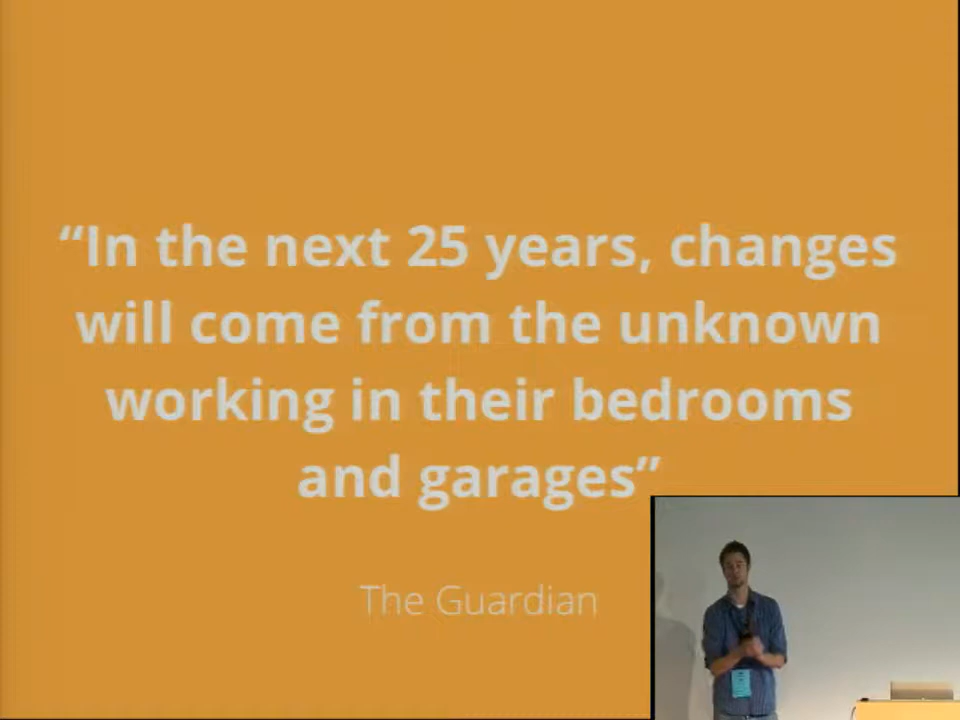 “In the next 25 years, changes
will come from the unknown
working in their bedrooms
and garages”
The Guardian